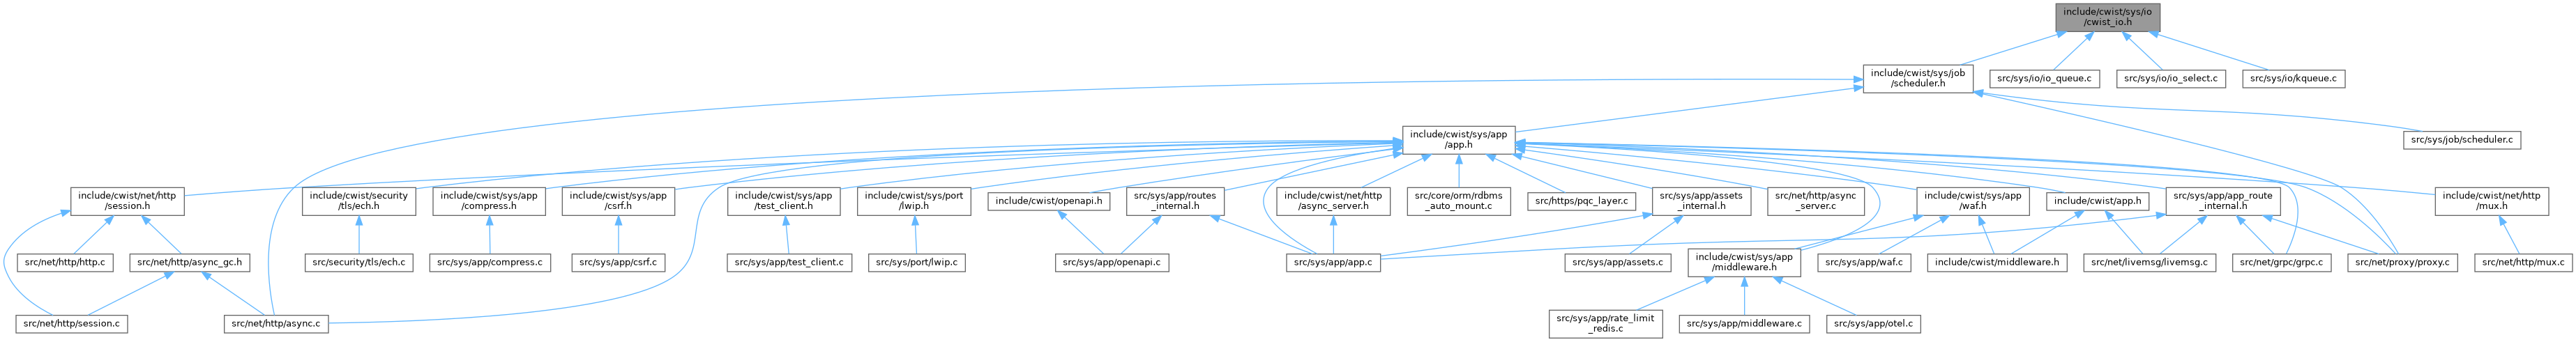 include/cwist/sys/io
/cwist_io.h
include/cwist/sys/job
/scheduler.h
src/sys/io/io_queue.c
src/sys/io/io_select.c
src/sys/io/kqueue.c
include/cwist/sys/app
/app.h
src/sys/job/scheduler.c
include/cwist/net/http
/session.h
include/cwist/security
/tls/ech.h
include/cwist/sys/app
/compress.h
include/cwist/sys/app
/csrf.h
include/cwist/sys/app
/test_client.h
include/cwist/sys/port
/lwip.h
include/cwist/openapi.h
src/sys/app/routes
_internal.h
include/cwist/net/http
/async_server.h
src/core/orm/rdbms
_auto_mount.c
src/https/pqc_layer.c
src/sys/app/assets
_internal.h
src/net/http/async
_server.c
include/cwist/sys/app
/waf.h
include/cwist/app.h
src/sys/app/app_route
_internal.h
include/cwist/net/http
/mux.h
src/net/http/http.c
src/net/http/async_gc.h
src/security/tls/ech.c
src/sys/app/compress.c
src/sys/app/csrf.c
src/sys/app/test_client.c
src/sys/port/lwip.c
src/sys/app/openapi.c
src/sys/app/app.c
src/sys/app/assets.c
include/cwist/sys/app
/middleware.h
src/sys/app/waf.c
include/cwist/middleware.h
src/net/livemsg/livemsg.c
src/net/grpc/grpc.c
src/net/proxy/proxy.c
src/net/http/mux.c
src/net/http/session.c
src/net/http/async.c
src/sys/app/rate_limit
_redis.c
src/sys/app/middleware.c
src/sys/app/otel.c